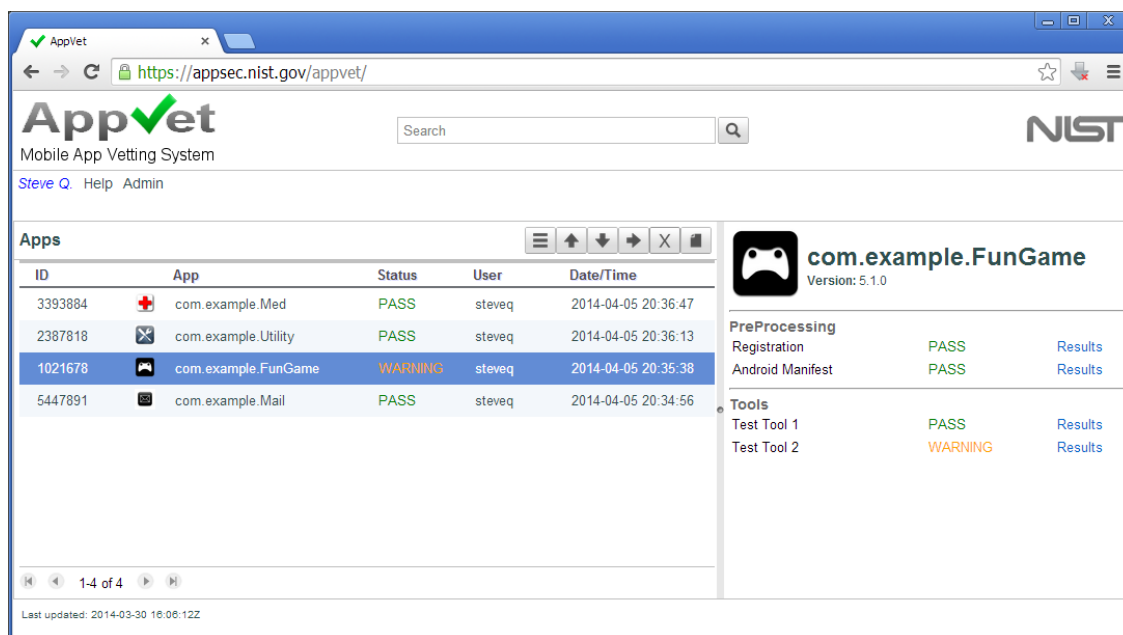 AppVet
https://appsec.nist.gov/appvet/
AppVet
Mobile App Vetting System
Search
NIST
Steve Q. Help Admin
Apps
ID App Status User Date/Time
3393884 com.example.Med PASS steveq 2014-04-05 20:36:47
2387818 com.example.Utility PASS steveq 2014-04-05 20:36:13
1021678 com.example.FunGame WARNING steveq 2014-04-05 20:35:38
5447891 com.example.Mail PASS steveq 2014-04-05 20:34:56
1-4 of 4
com.example.FunGame
Version: 5.1.0
PreProcessing
Registration PASS Results
Android Manifest PASS Results
Tools
Test Tool 1 PASS Results
Test Tool 2 WARNING Results
Last updated: 2014-03-30 16:06:12Z